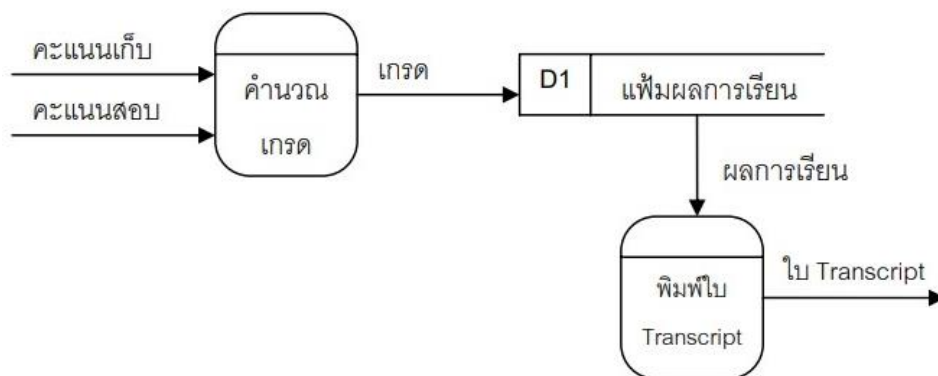 คะแนนเก็บ
คะแนนสอบ
คำนวณ
เกรด
เกรด
D1
แฟ้มผลการเรียน
ผลการเรียน
พิมพ์ใบ
Transcript
ใบ Transcript